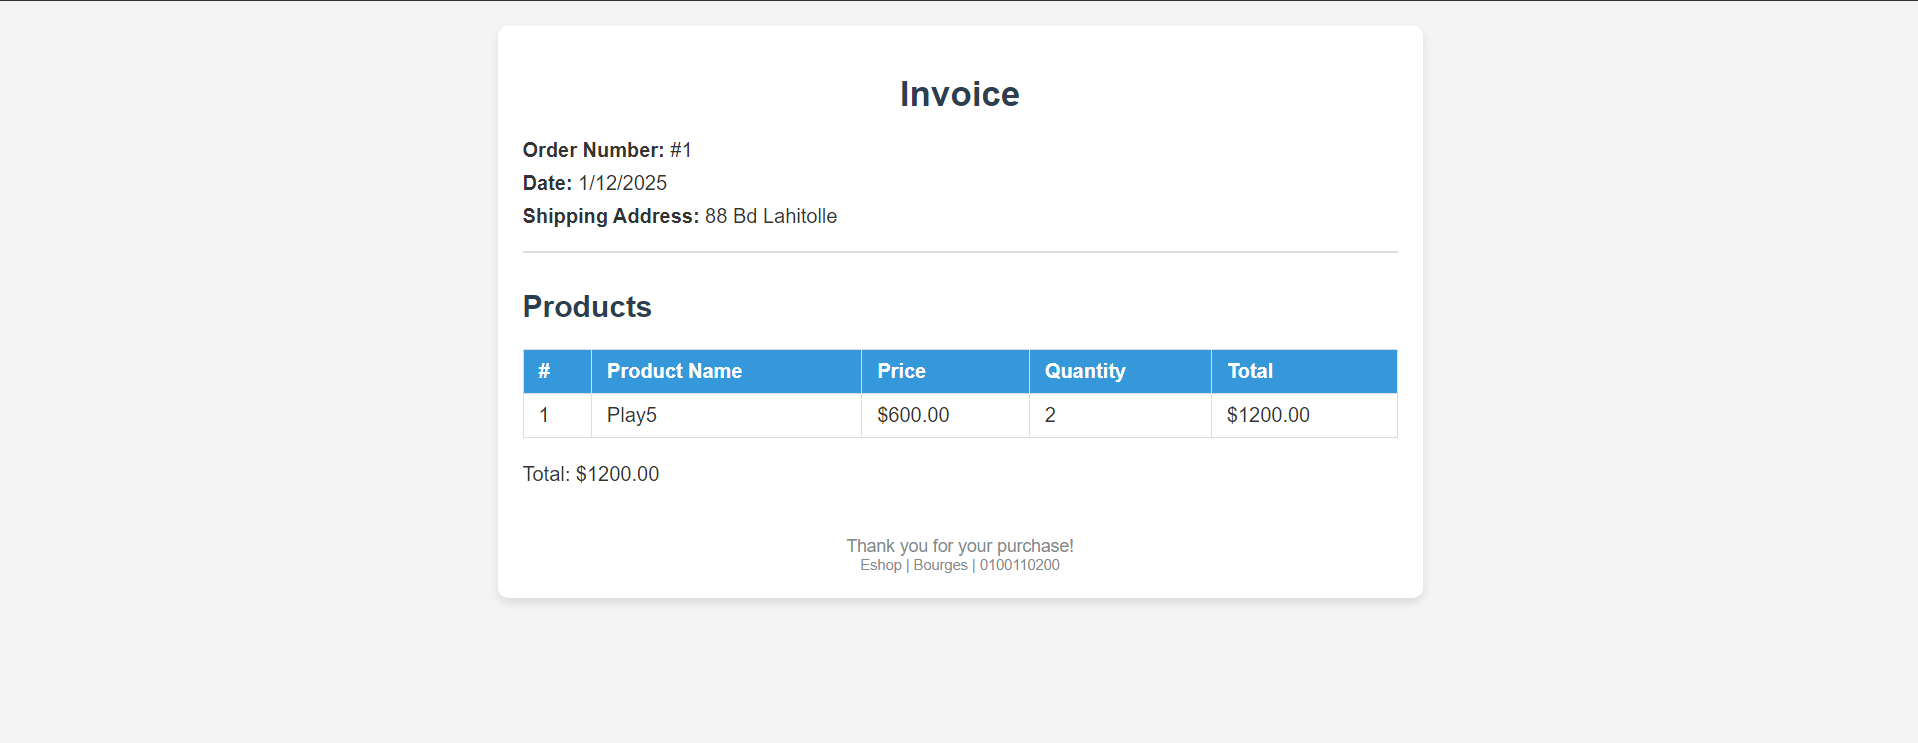 Invoice
Order Number: #1
Date: 1/12/2025
Shipping Address: 88 Bd Lahitolle
Products
# Product Name Price Quantity Total
1 Play5 $600.00 2 $1200.00
Total: $1200.00
Thank you for your purchase!
Eshop | Bourges | 0100110200